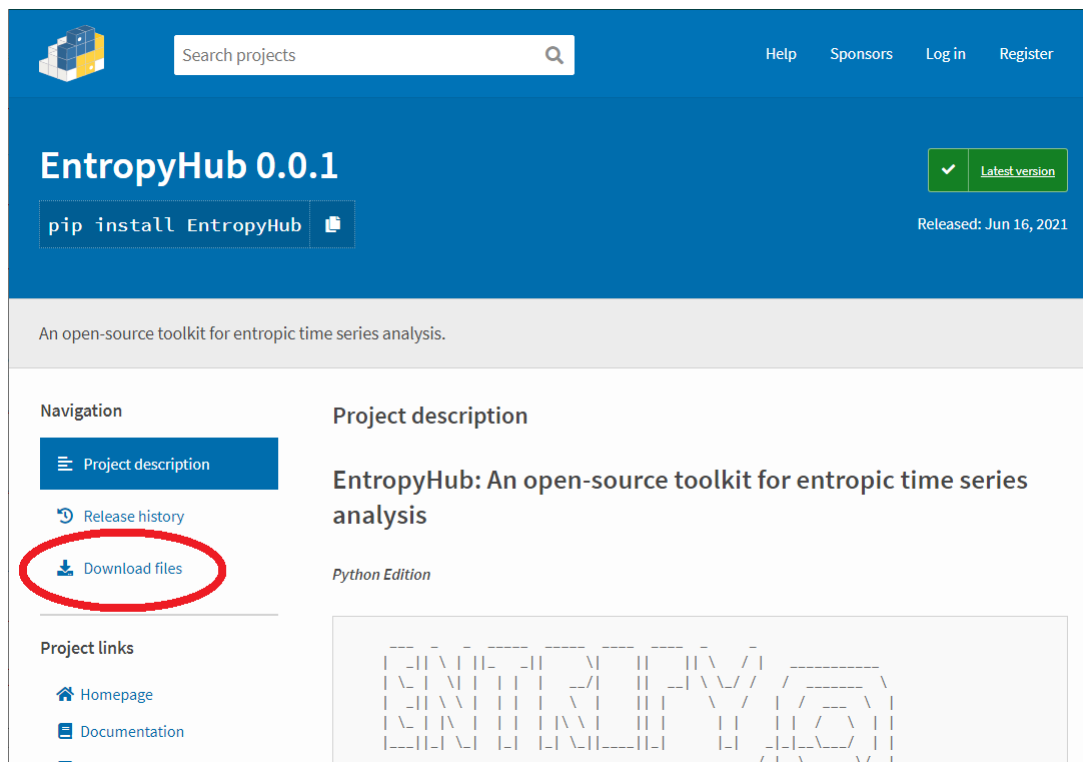 Search projects
Help Sponsors Log in Register
EntropyHub 0.0.1
Latest version
pip install EntropyHub
Released: Jun 16, 2021
An open-source toolkit for entropic time series analysis.
Navigation
Project description
Release history
Download files
Project links
Homepage
Documentation
Project description
EntropyHub: An open-source toolkit for entropic time series
analysis
Python Edition